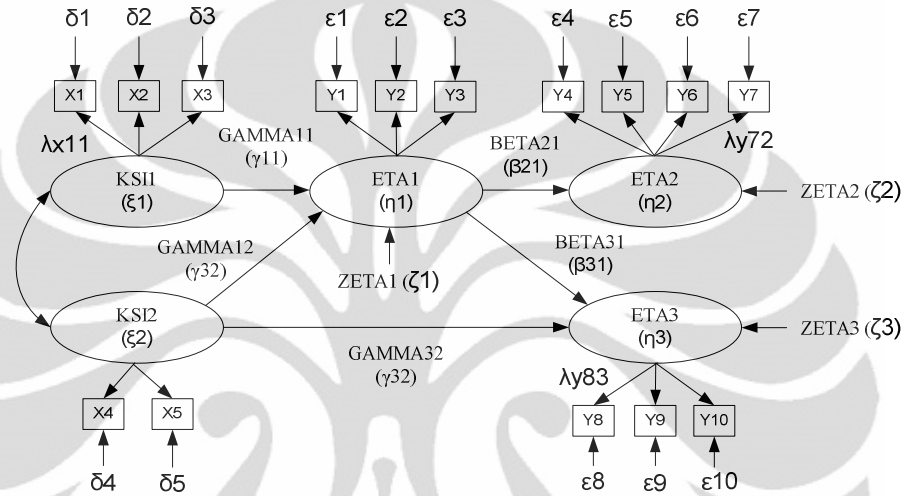 δ1 δ2 δ3 ε1 ε2 ε3 ε4 ε5 ε6 ε7
X1 X2 X3 Y1 Y2 Y3 Y4 Y5 Y6 Y7
λx11
GAMMA11
(γ11)
BETA21
(β21)
λy72
KSI1
(ξ1)
ETA1
(η1)
ETA2
(η2)
ZETA2 (ζ2)
GAMMA12
(γ32)
ZETA1 (ζ1)
BETA31
(β31)
KSI2
(ξ2)
ETA3
(η3)
ZETA3 (ζ3)
GAMMA32
(γ32)
λy83
X4 X5 Y8 Y9 Y10
δ4 δ5 ε8 ε9 ε10